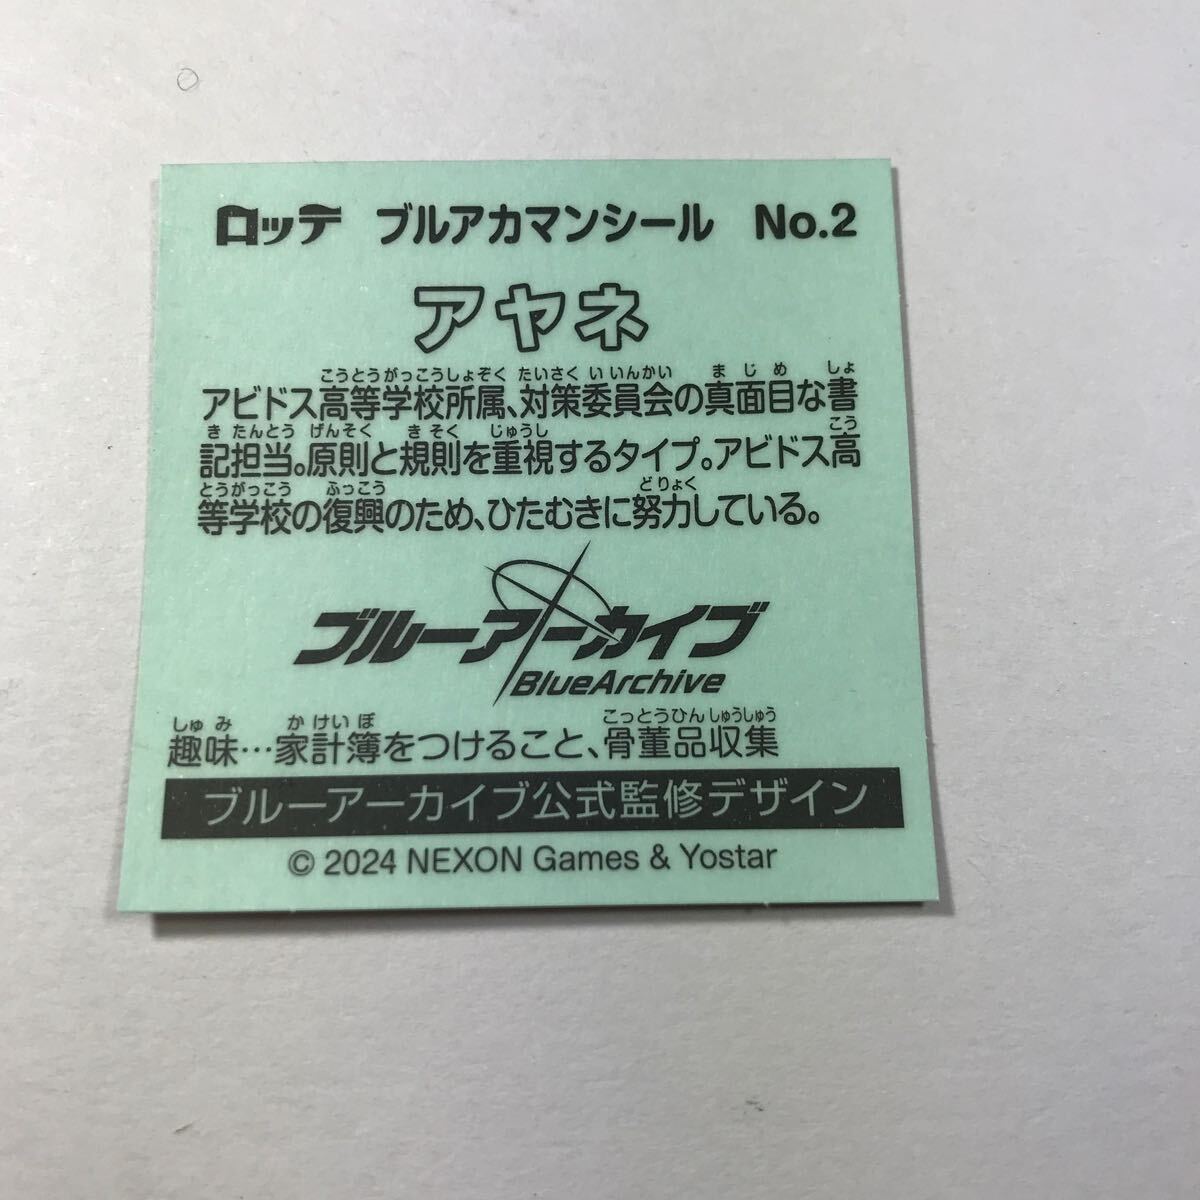 ロッテ ブルアカマンシール No.2
アヤネ
こうとうがっこうしょぞく たいさく い いんかい ま じ め しょ
アビドス高等学校所属、対策委員会の真面目な書
き たんとう げんそく き そく じゅうし こう
記担当。原則と規則を重視するタイプ。アビドス高
とうがっこう ふっこう どりょく
等学校の復興のため、ひたむきに努力している。
ブルーアーカイブ
BlueArchive
しゅ み か けい ぼ こっとうひん しゅうしゅう
趣味…家計簿をつけること、骨董品収集
ブルーアーカイブ公式監修デザイン
© 2024 NEXON Games & Yostar